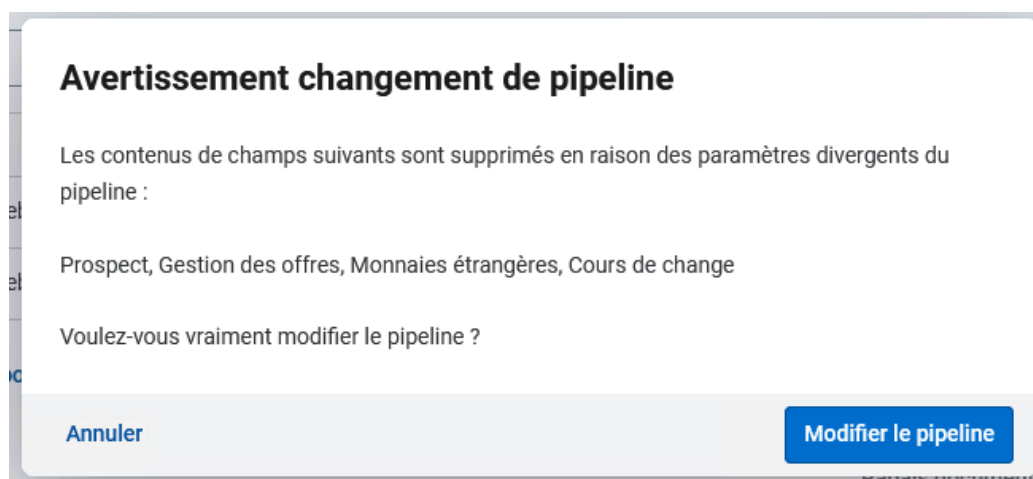 Avertissement changement de pipeline
Les contenus de champs suivants sont supprimés en raison des paramètres divergents du
pipeline :
Prospect, Gestion des offres, Monnaies étrangères, Cours de change
Voulez-vous vraiment modifier le pipeline ?
Annuler
Modifier le pipeline